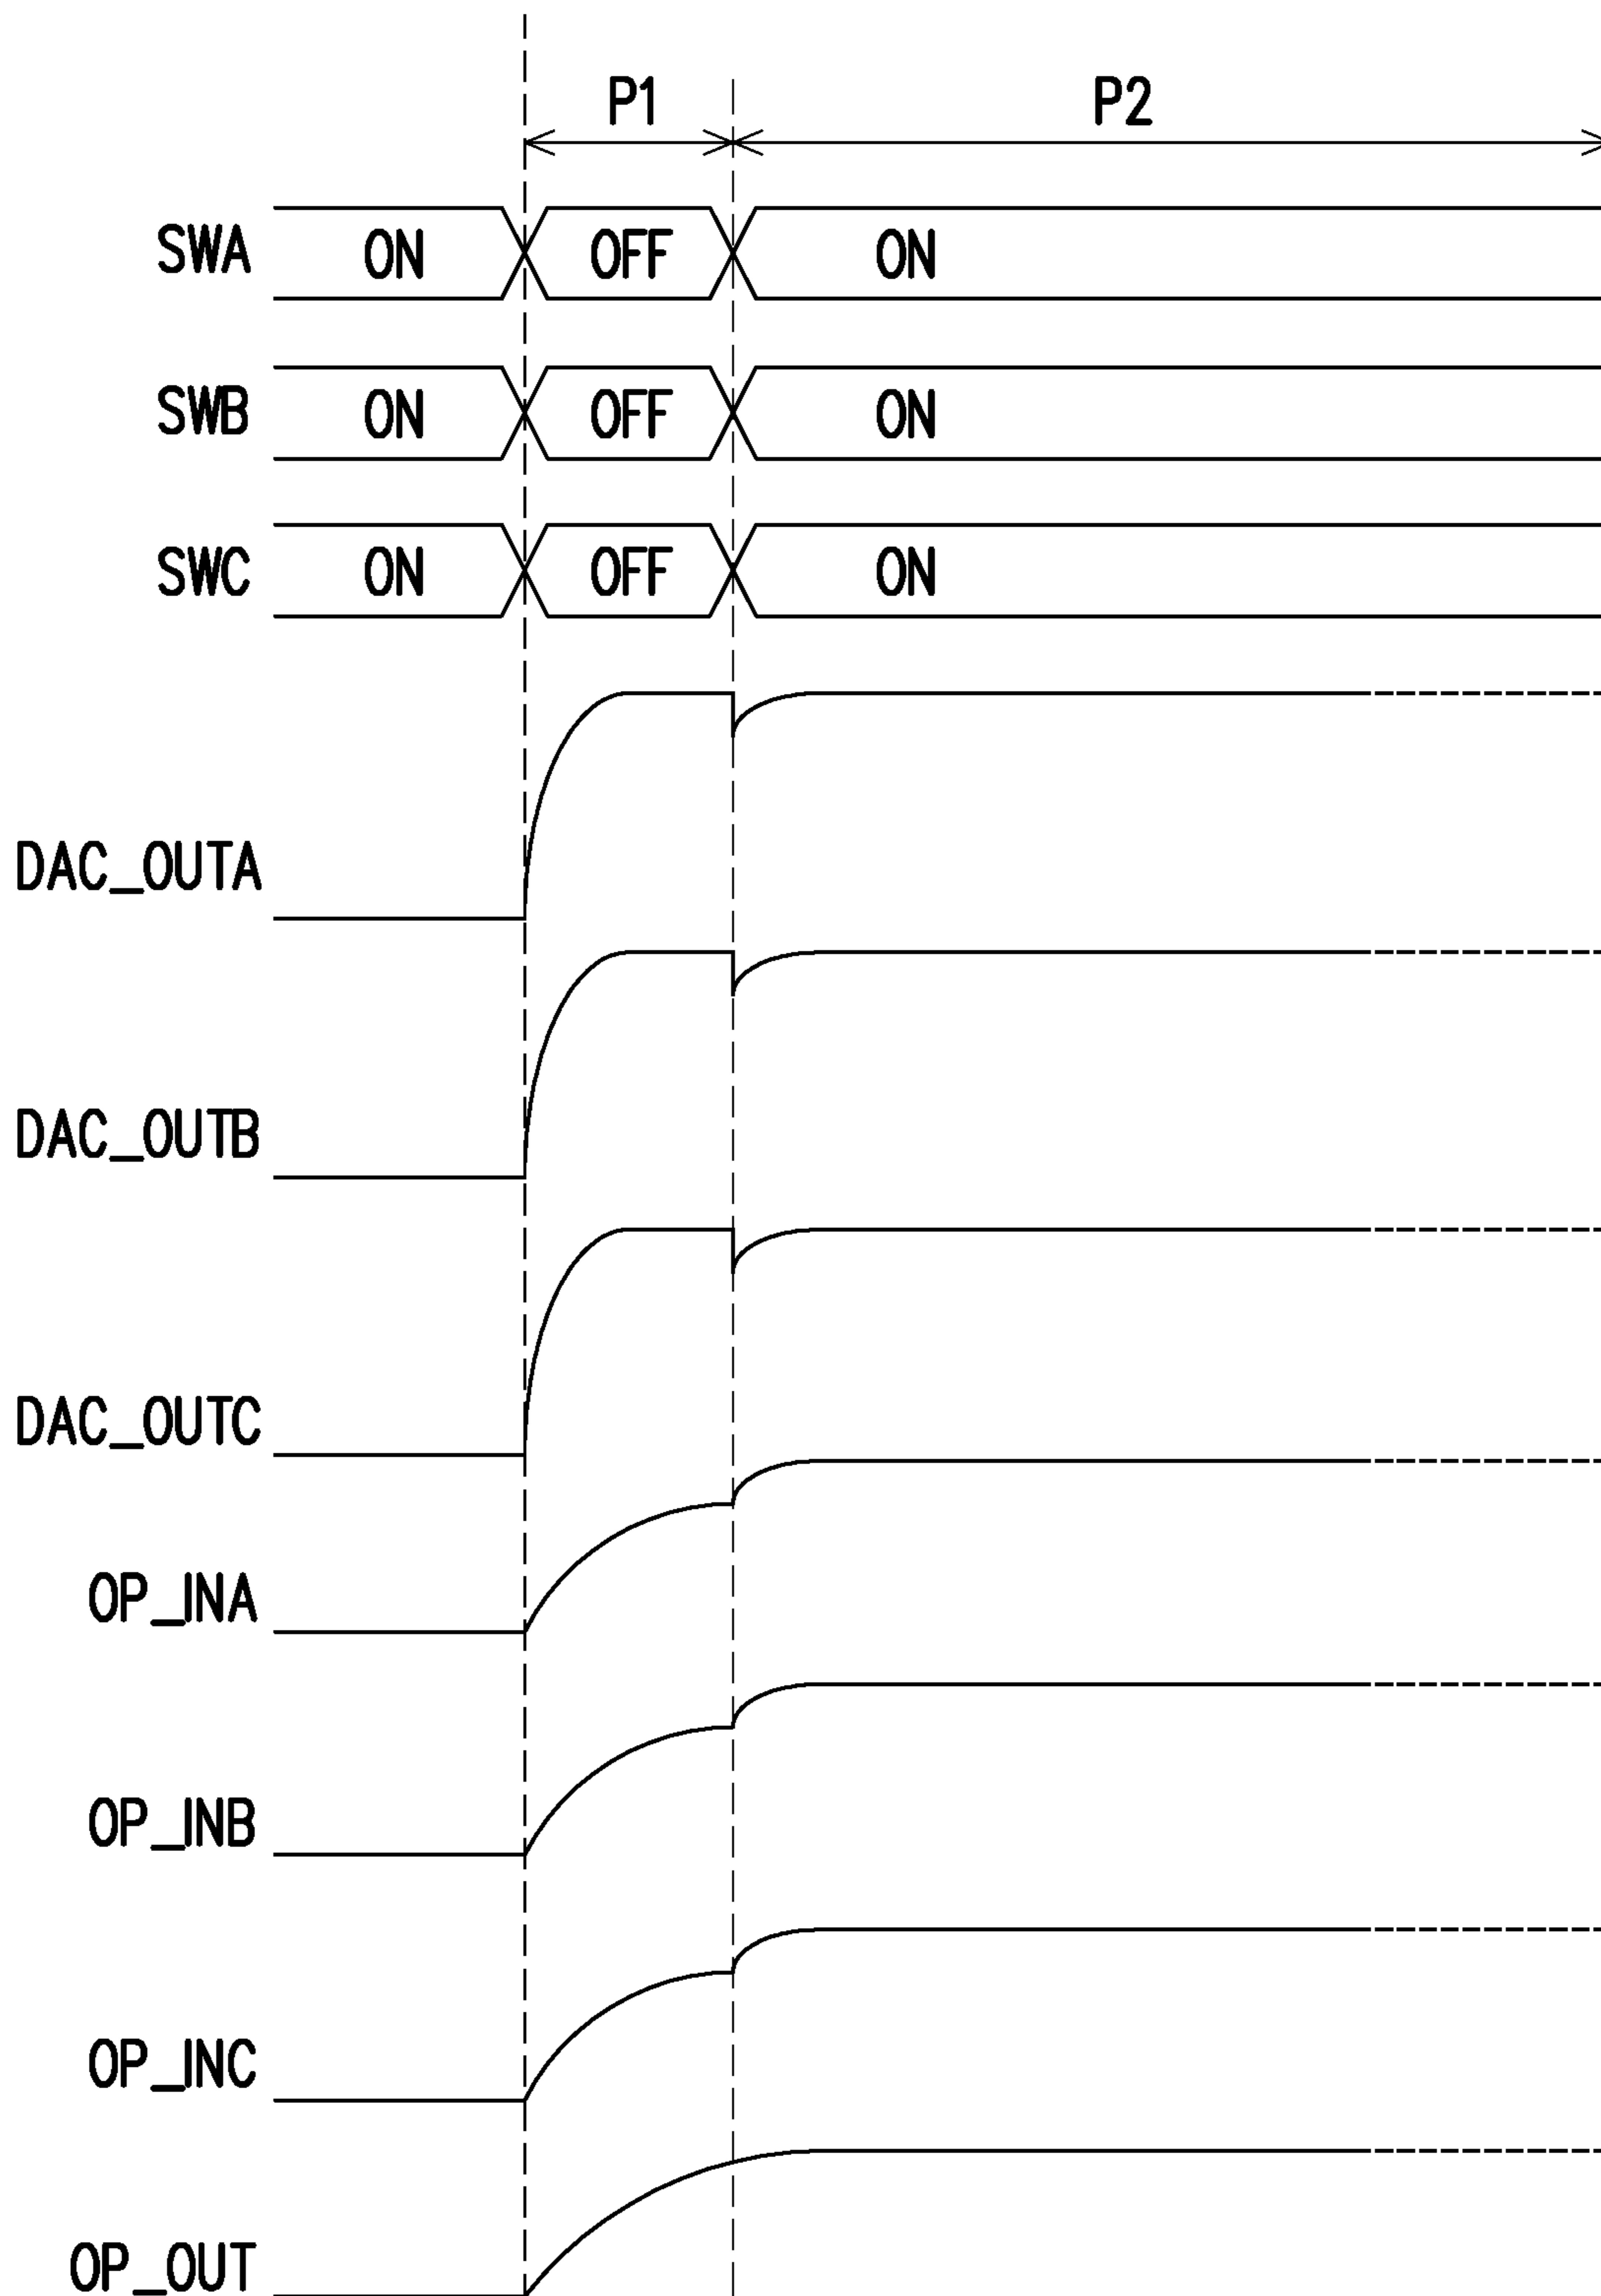 P1 P2
SWA ON OFF ON
SWB ON OFF ON
SWC ON OFF ON
DAC_OUTA
DAC_OUTB
DAC_OUTC
OP_INA
OP_INB
OP_INC
OP_OUT